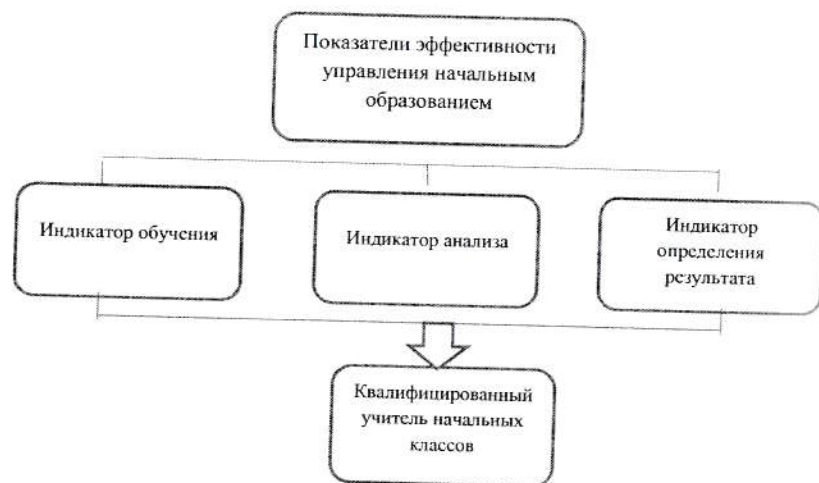 Показатели эффективности
управления начальным
образованием
Индикатор обучения
Индикатор анализа
Индикатор
определения
результата
Квалифицированный
учитель начальных
классов